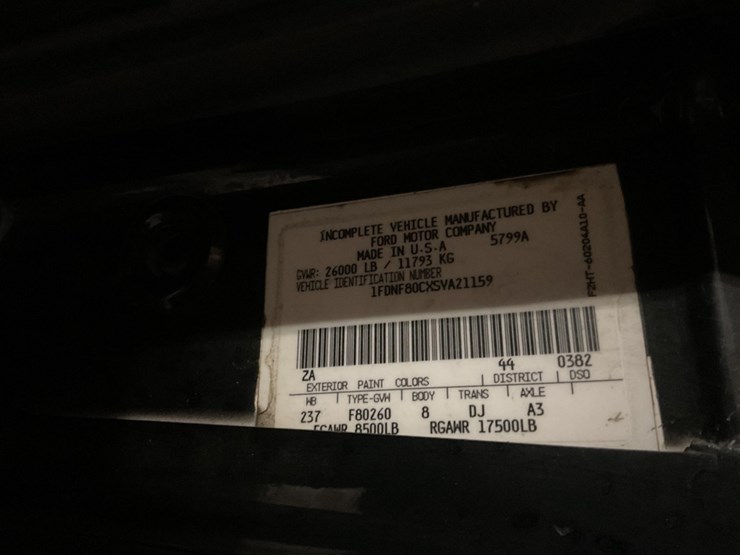 INCOMPLETE VEHICLE MANUFACTURED BY
FORD MOTOR COMPANY
MADE IN U.S.A 5799A
GVWR: 26000 LB / 11793 KG
VEHICLE IDENTIFICATION NUMBER
1FDNF80CXSVA21159
F2HT-60204A10-AA
ZA 44 0382
EXTERIOR PAINT COLORS DISTRICT DSO
WB TYPE-GVW BODY TRANS AXLE
237 F80260 8 DJ A3
FGAWR 8500LB RGAWR 17500LB